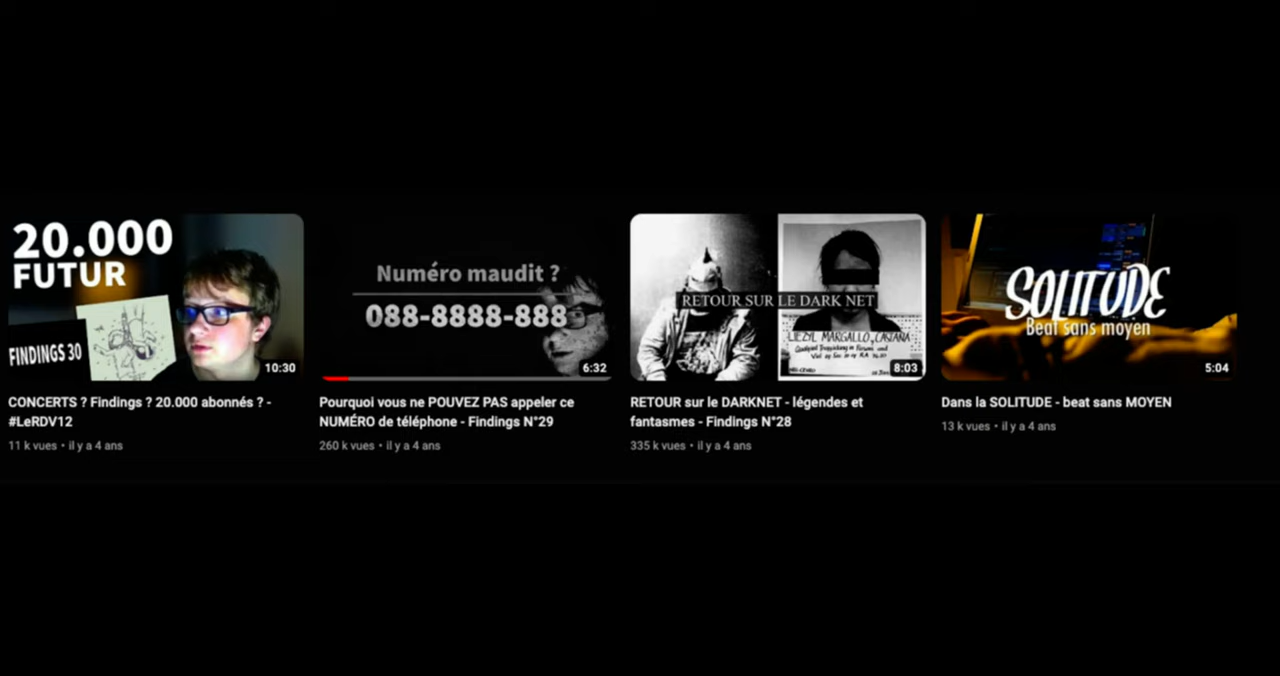 20.000
FUTUR
FINDINGS 30
10:30
CONCERTS ? Findings ? 20.000 abonnés ? -
#LeRDV12
11 k vues • il y a 4 ans
Numéro maudit ?
088-8888-888
6:32
Pourquoi vous ne POUVEZ PAS appeler ce
NUMÉRO de téléphone - Findings N°29
260 k vues • il y a 4 ans
RETOUR SUR LE DARK NET
MARGALLO, CASTANA
8:03
RETOUR sur le DARKNET - légendes et
fantasmes - Findings N°28
335 k vues • il y a 4 ans
SOLITUDE
Beat sans moyen
5:04
Dans la SOLITUDE - beat sans MOYEN
13 k vues • il y a 4 ans